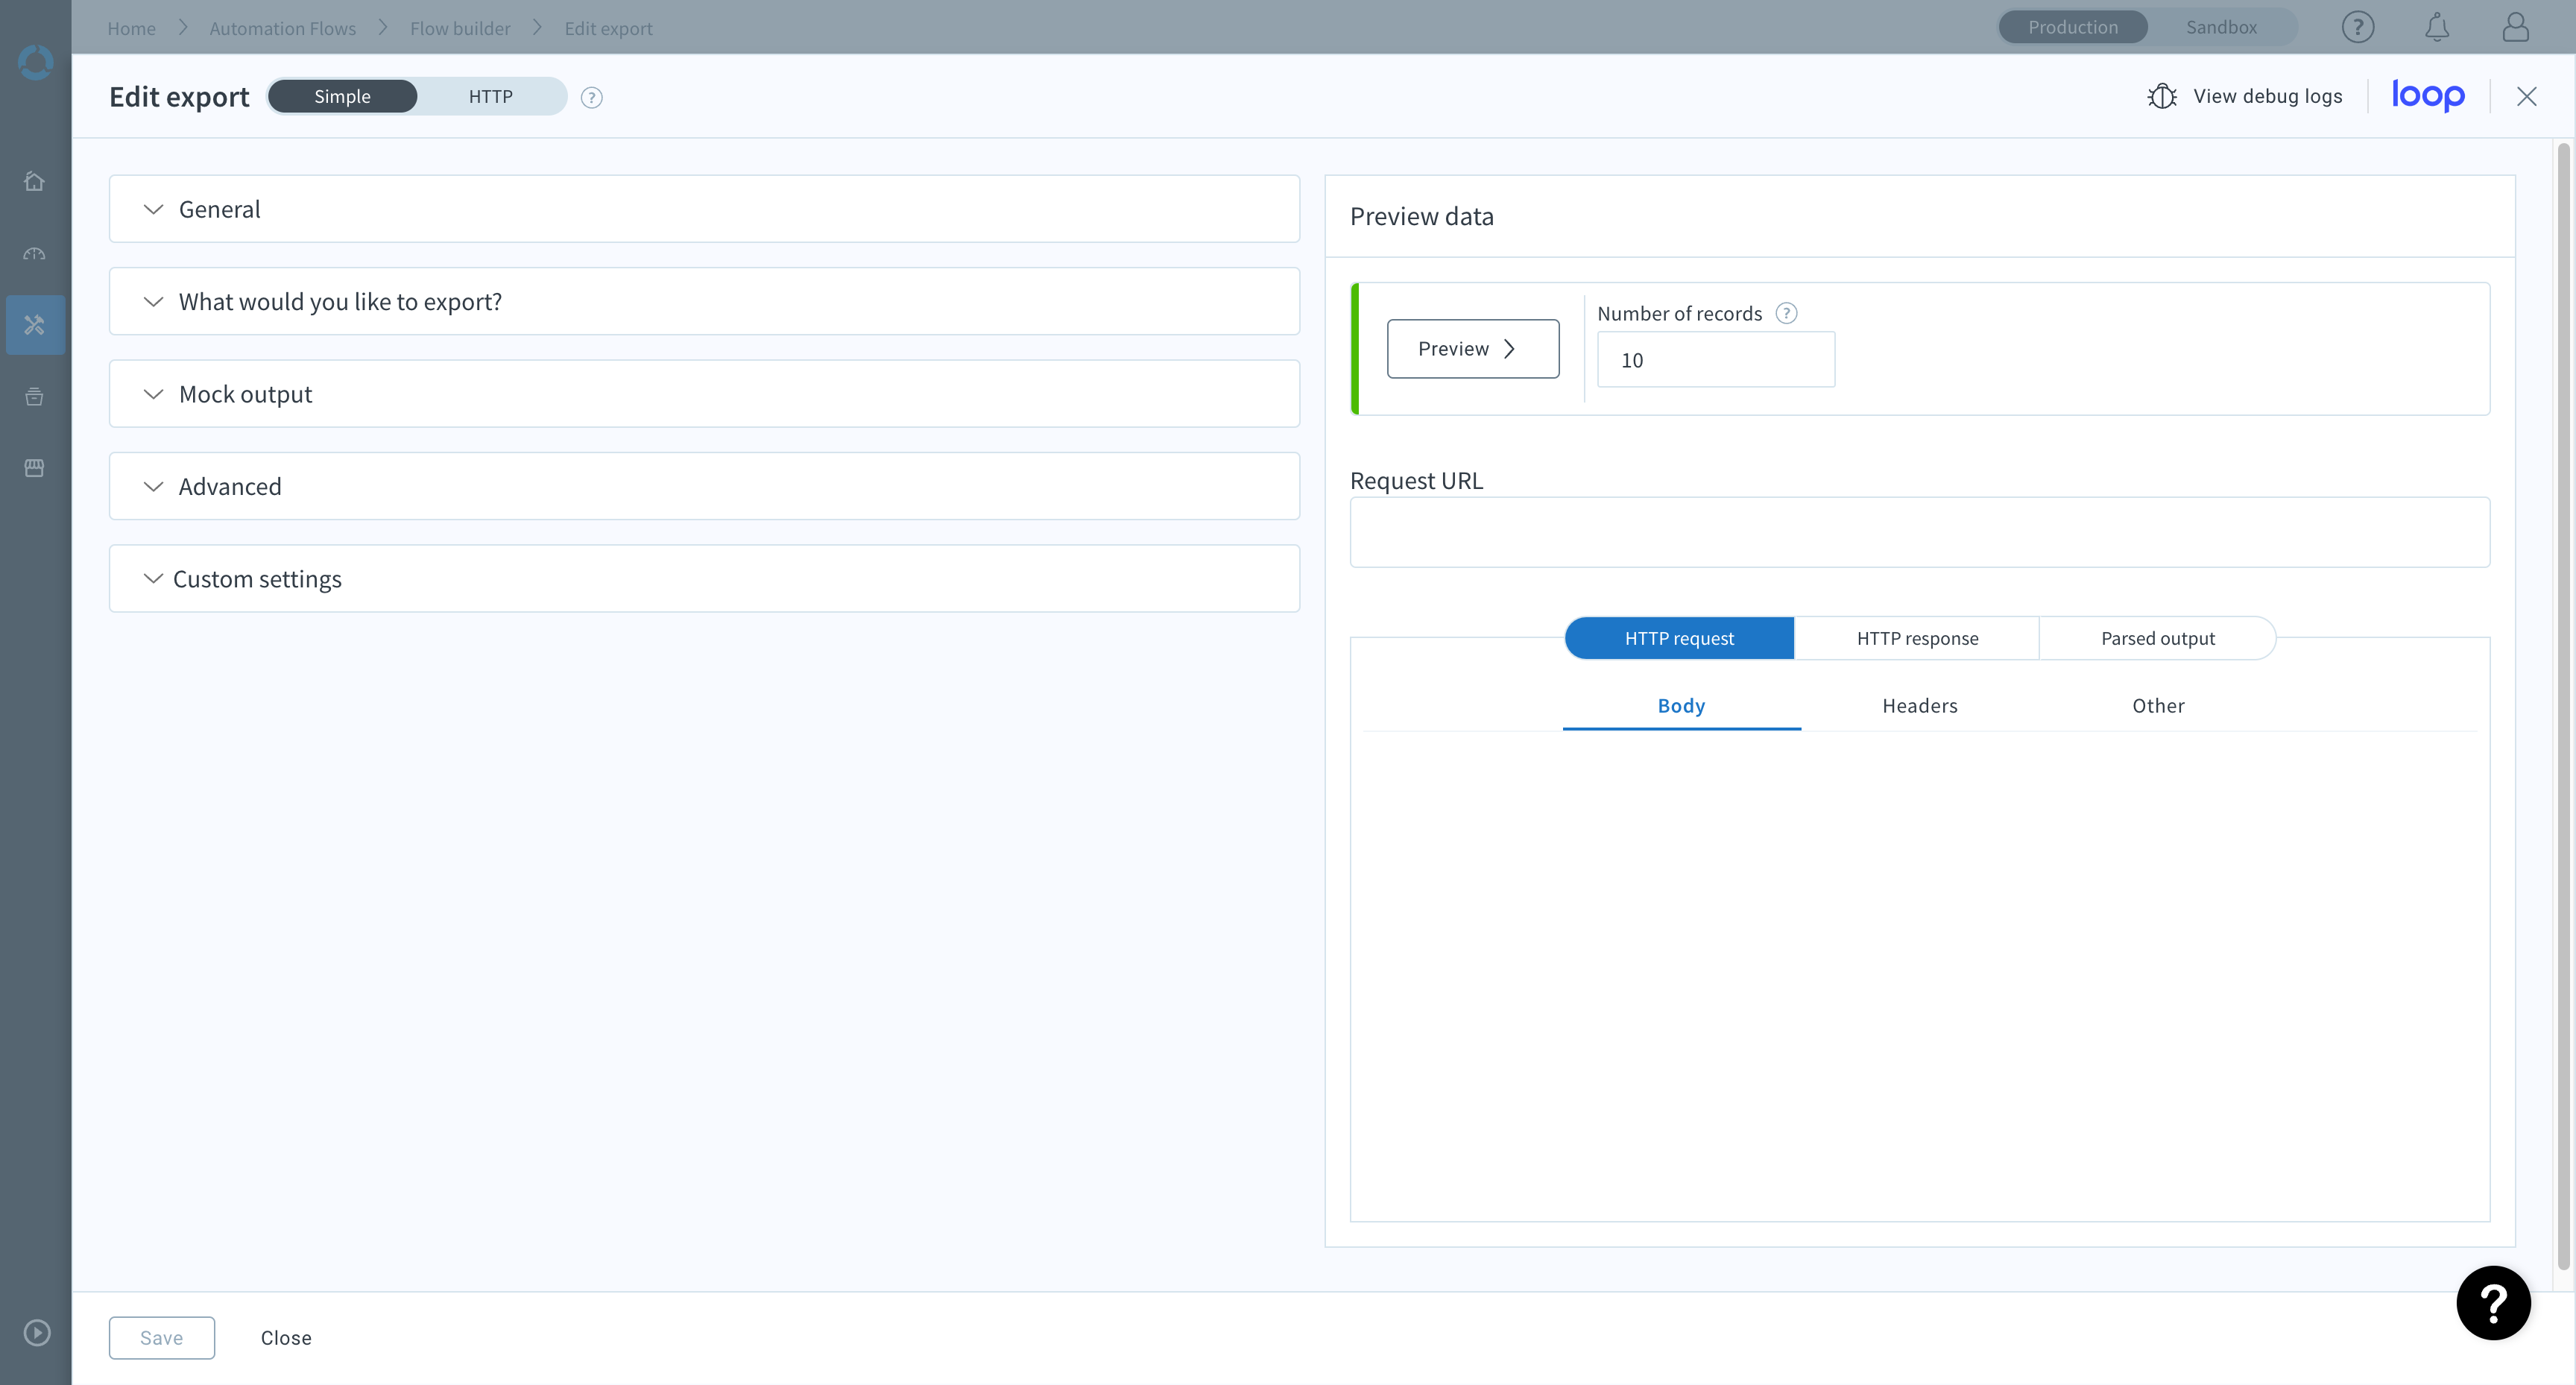 Home
Automation Flows
Flow builder
Edit export
Production
Sandbox
?
Edit export
Simple
HTTP
?
View debug logs
loop
General
What would you like to export?
Mock output
Advanced
Custom settings
Preview data
Preview
Number of records
?
10
Request URL
HTTP request
HTTP response
Parsed output
Body
Headers
Other
Save
Close
?